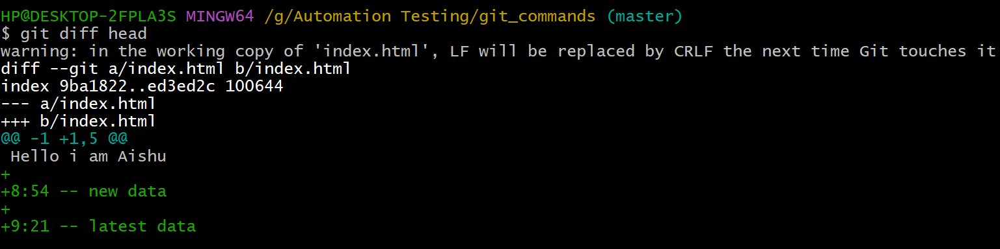 HP@DESKTOP-2FPLA3S MINGW64 /g/Automation Testing/git_commands (master)
$ git diff head
warning: in the working copy of 'index.html', LF will be replaced by CRLF the next time Git touches it
diff --git a/index.html b/index.html
index 9ba1822..ed3ed2c 100644
--- a/index.html
+++ b/index.html
@@ -1 +1,5 @@
 Hello i am Aishu
+
+8:54 -- new data
+
+9:21 -- latest data